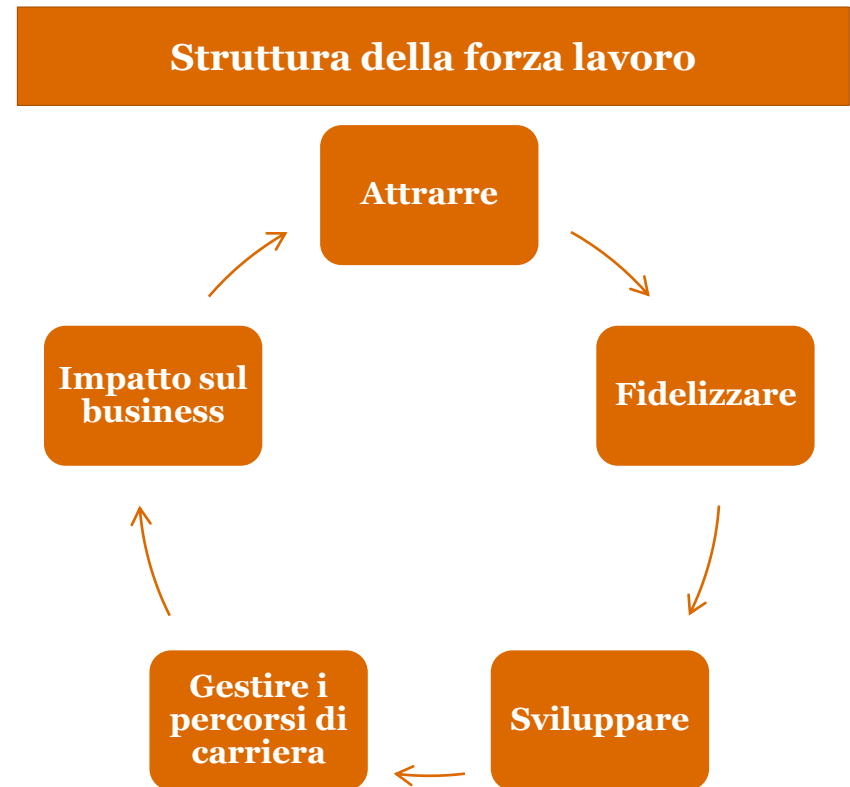 Struttura della forza lavoro
Attrarre
Fidelizzare
Sviluppare
Gestire i
percorsi di
carriera
Impatto sul
business